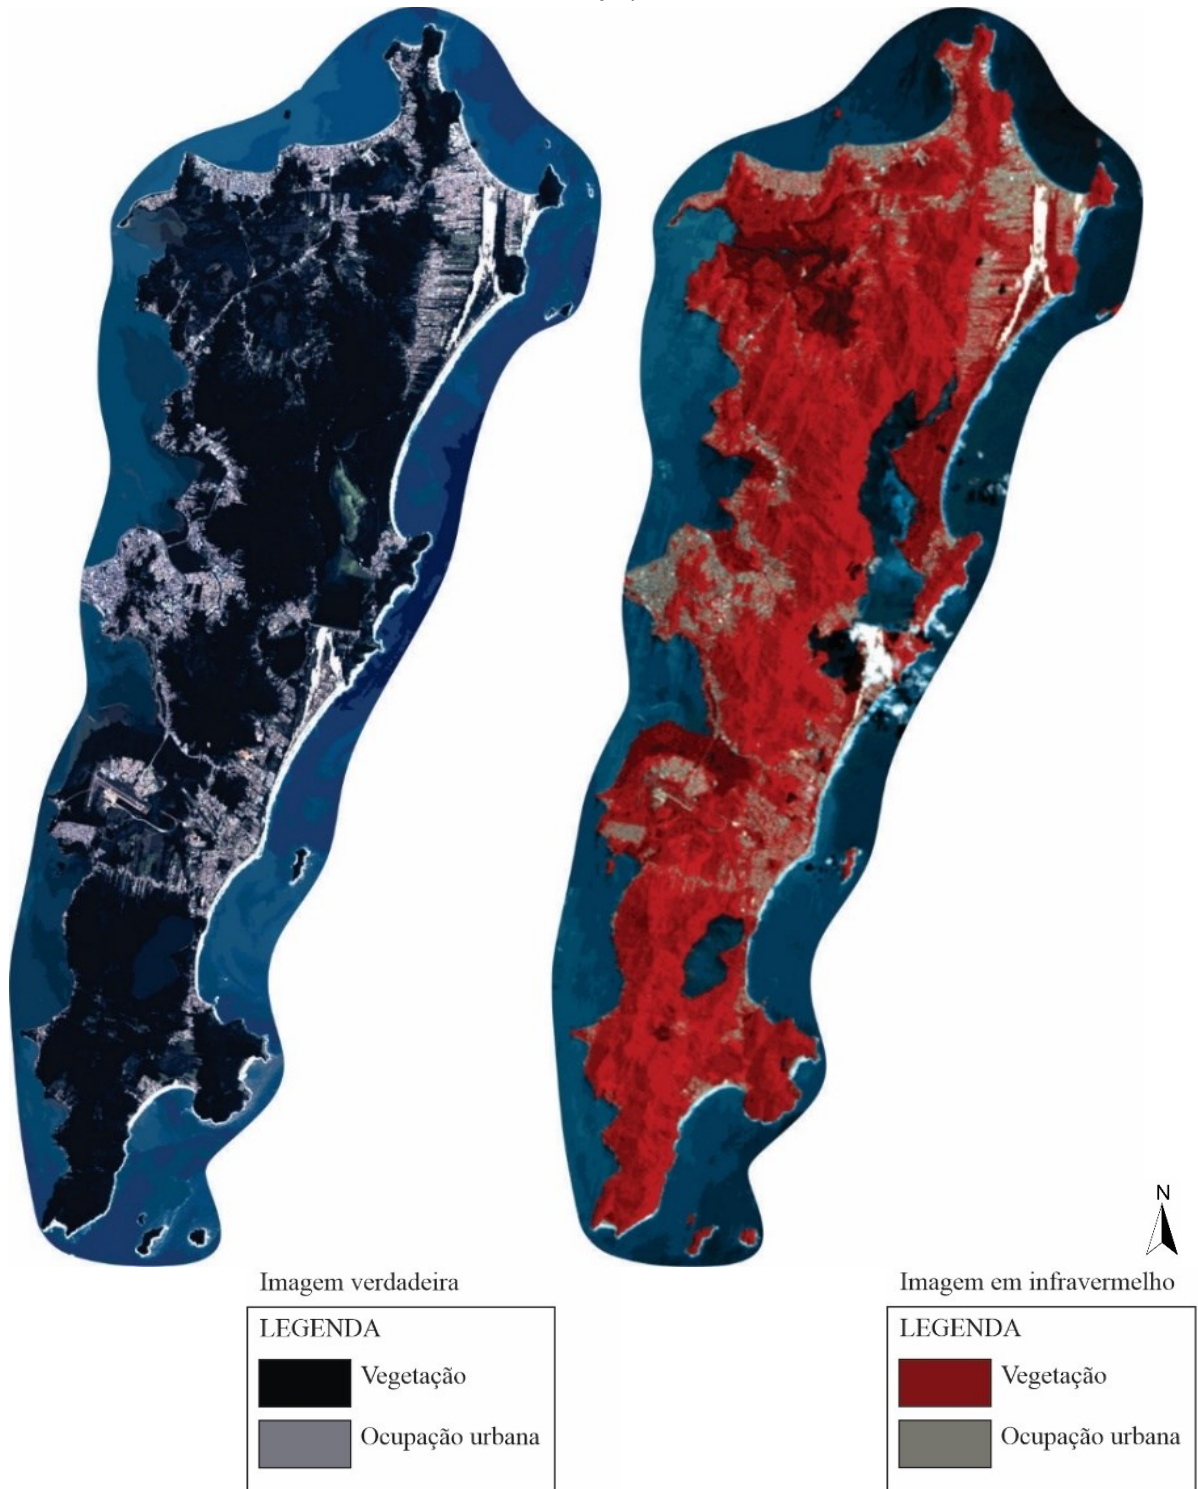 N
Imagem verdadeira
LEGENDA
Vegetação
Ocupação urbana
Imagem em infravermelho
LEGENDA
Vegetação
Ocupação urbana